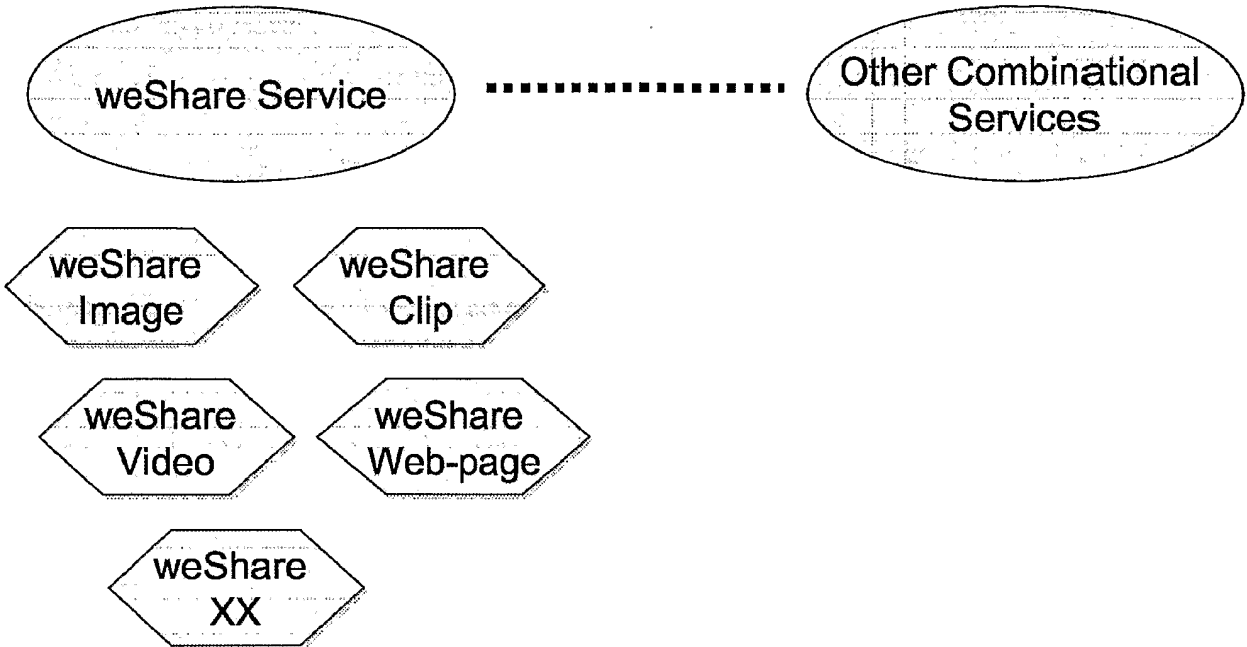 weShare Service
Other Combinational
Services
weShare
Image
weShare
Clip
weShare
Video
weShare
Web-page
weShare
XX